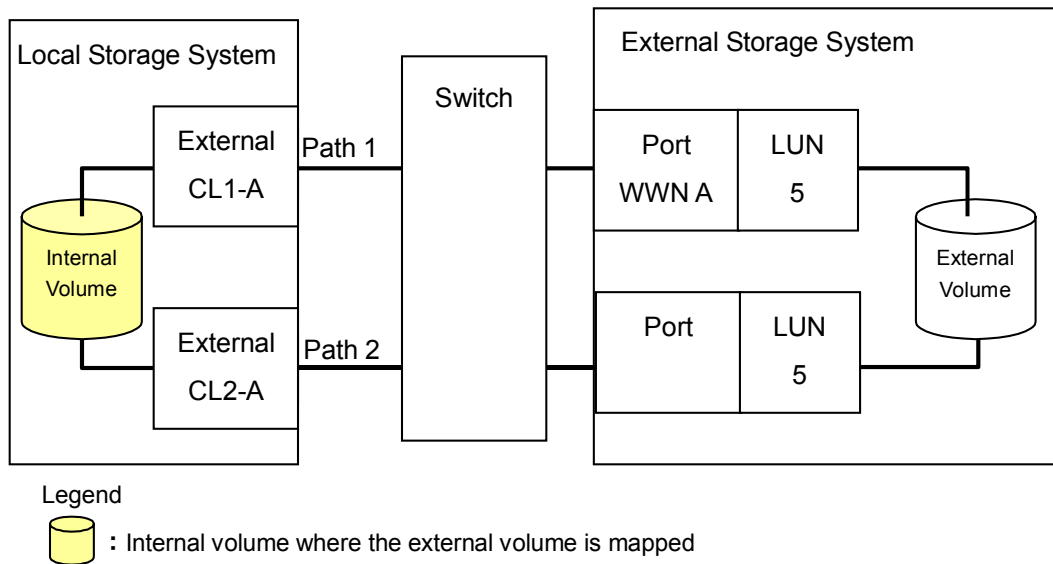 Local Storage System
External
CL1-A
Internal
Volume
External
CL2-A
Path 1
Path 2
Switch
External Storage System
Port
WWN A
LUN
5
Port
LUN
5
External
Volume
Legend
: Internal volume where the external volume is mapped